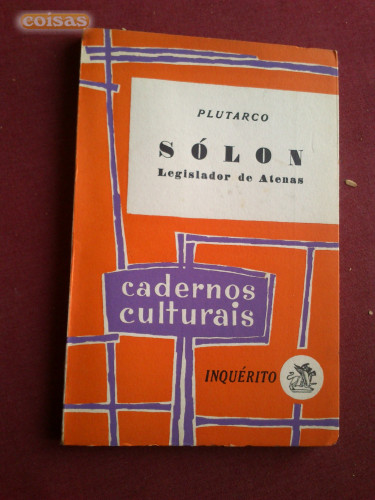 coisas
PLUTARCO
SÓLON
Legislador de Atenas
cadernos
culturais
INQUÉRITO